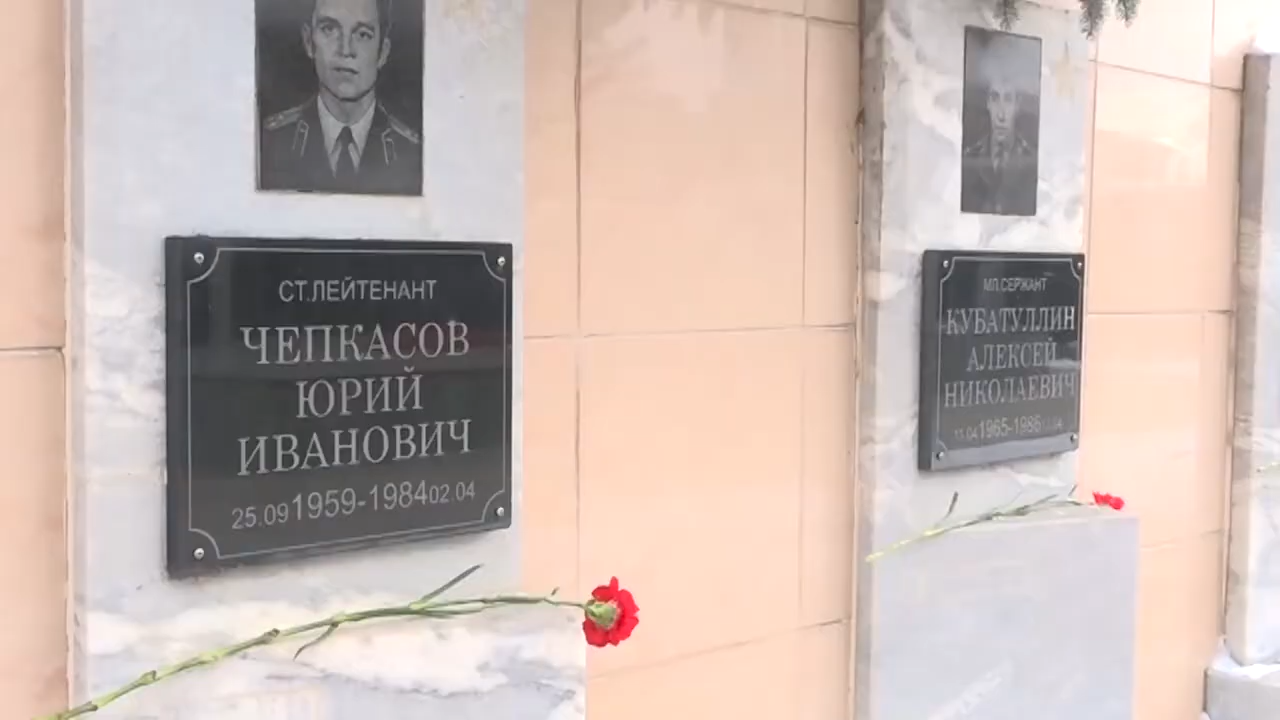 СТ.ЛЕЙТЕНАНТ
ЧЕПКАСОВ
ЮРИЙ
ИВАНОВИЧ
25.09 1959-1984 02.04
МЛ.СЕРЖАНТ
КУБАТУЛЛИН
АЛЕКСЕЙ
НИКОЛАЕВИЧ
1965-1986